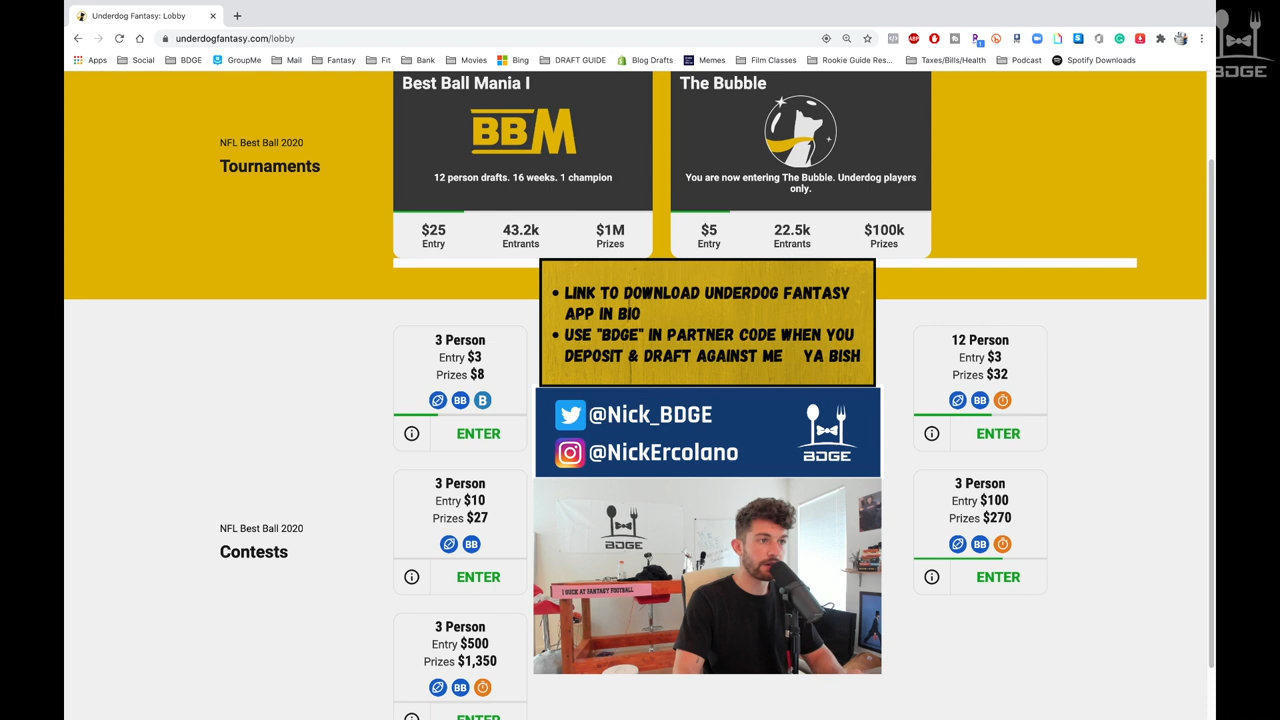 Underdog Fantasy: Lobby
underdogfantasy.com/lobby
Apps Social BDGE GroupMe Mail Fantasy Fit Bank Movies Bing DRAFT GUIDE Blog Drafts Memes Film Classes Rookie Guide Res... Taxes/Bills/Health Podcast Spotify Downloads
BDGE
NFL Best Ball 2020
Tournaments
Best Ball Mania I
BBM
12 person drafts. 16 weeks. 1 champion
$25 43.2k $1M
Entry Entrants Prizes
The Bubble
You are now entering The Bubble. Underdog players
only.
$5 22.5k $100k
Entry Entrants Prizes
• LINK TO DOWNLOAD UNDERDOG FANTASY
APP IN BIO
• USE "BDGE" IN PARTNER CODE WHEN YOU
DEPOSIT & DRAFT AGAINST ME YA BISH
@Nick_BDGE
@NickErcolano
BDGE
NFL Best Ball 2020
Contests
3 Person
Entry $3
Prizes $8
BB B
ENTER
12 Person
Entry $3
Prizes $32
BB
ENTER
3 Person
Entry $10
Prizes $27
BB
ENTER
3 Person
Entry $100
Prizes $270
BB
ENTER
3 Person
Entry $500
Prizes $1,350
BB
ENTER
BDGE
I SUCK AT FANTASY FOOTBALL